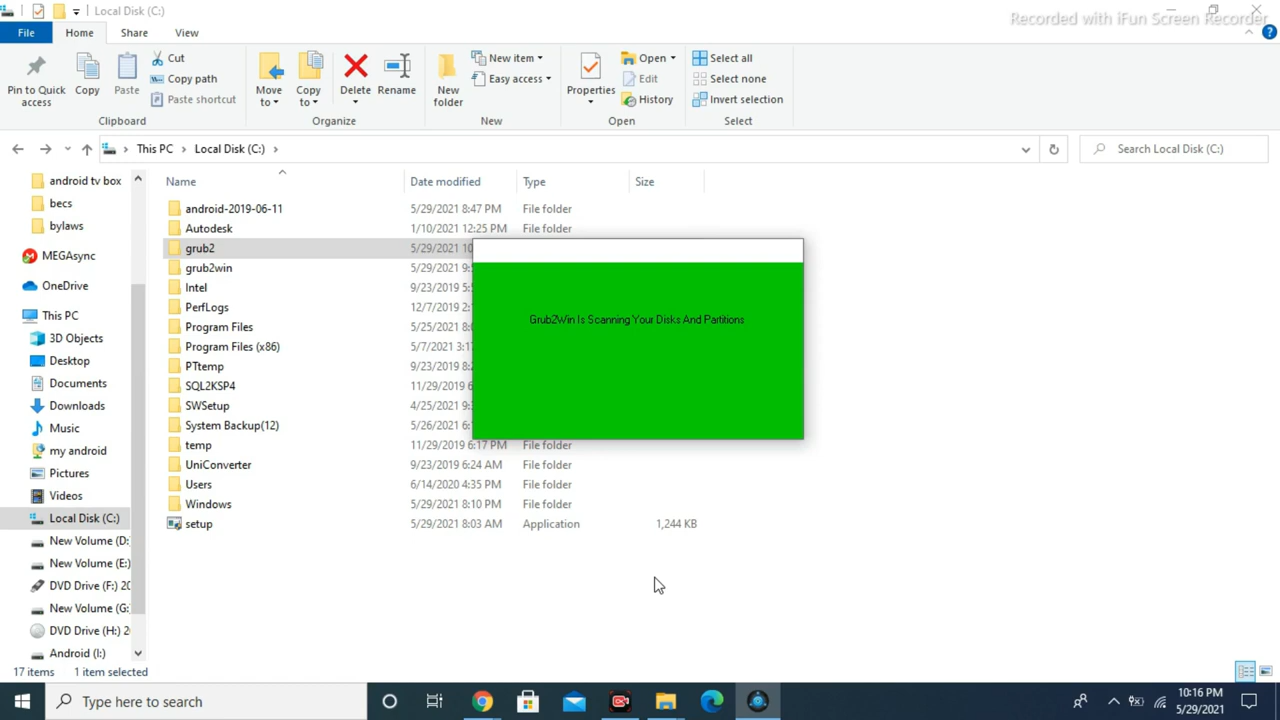 Local Disk (C:)
Recorded with iFun Screen Recorder
File
Home
Share
View
Pin to Quick access
Copy
Paste
Cut
Copy path
Paste shortcut
Clipboard
Move to
Copy to
Delete
Rename
Organize
New folder
New item
Easy access
New
Properties
Open
Edit
History
Open
Select all
Select none
Invert selection
Select
This PC
Local Disk (C:)
Search Local Disk (C:)
android tv box
becs
bylaws
MEGAsync
OneDrive
This PC
3D Objects
Desktop
Documents
Downloads
Music
my android
Pictures
Videos
Local Disk (C:)
New Volume (D:
New Volume (E:)
DVD Drive (F:) 20
New Volume (G:
DVD Drive (H:) 2
Android (I:)
Name Date modified Type Size
android-2019-06-11 5/29/2021 8:47 PM File folder
Autodesk 1/10/2021 12:25 PM File folder
grub2 5/29/2021 10
grub2win 5/29/2021 9:
Intel 9/23/2019 5:
PerfLogs 12/7/2019 2:
Program Files 5/25/2021 8:
Program Files (x86) 5/7/2021 3:1
PTtemp 9/23/2019 8:
SQL2KSP4 11/29/2019
SWSetup 4/25/2021 9:
System Backup(12) 5/26/2021 6:
temp 11/29/2019 6:17 PM File folder
UniConverter 9/23/2019 6:24 AM File folder
Users 6/14/2020 4:35 PM File folder
Windows 5/29/2021 8:10 PM File folder
setup 5/29/2021 8:03 AM Application 1,244 KB
Grub2Win Is Scanning Your Disks And Partitions
17 items 1 item selected
Type here to search
10:16 PM
5/29/2021